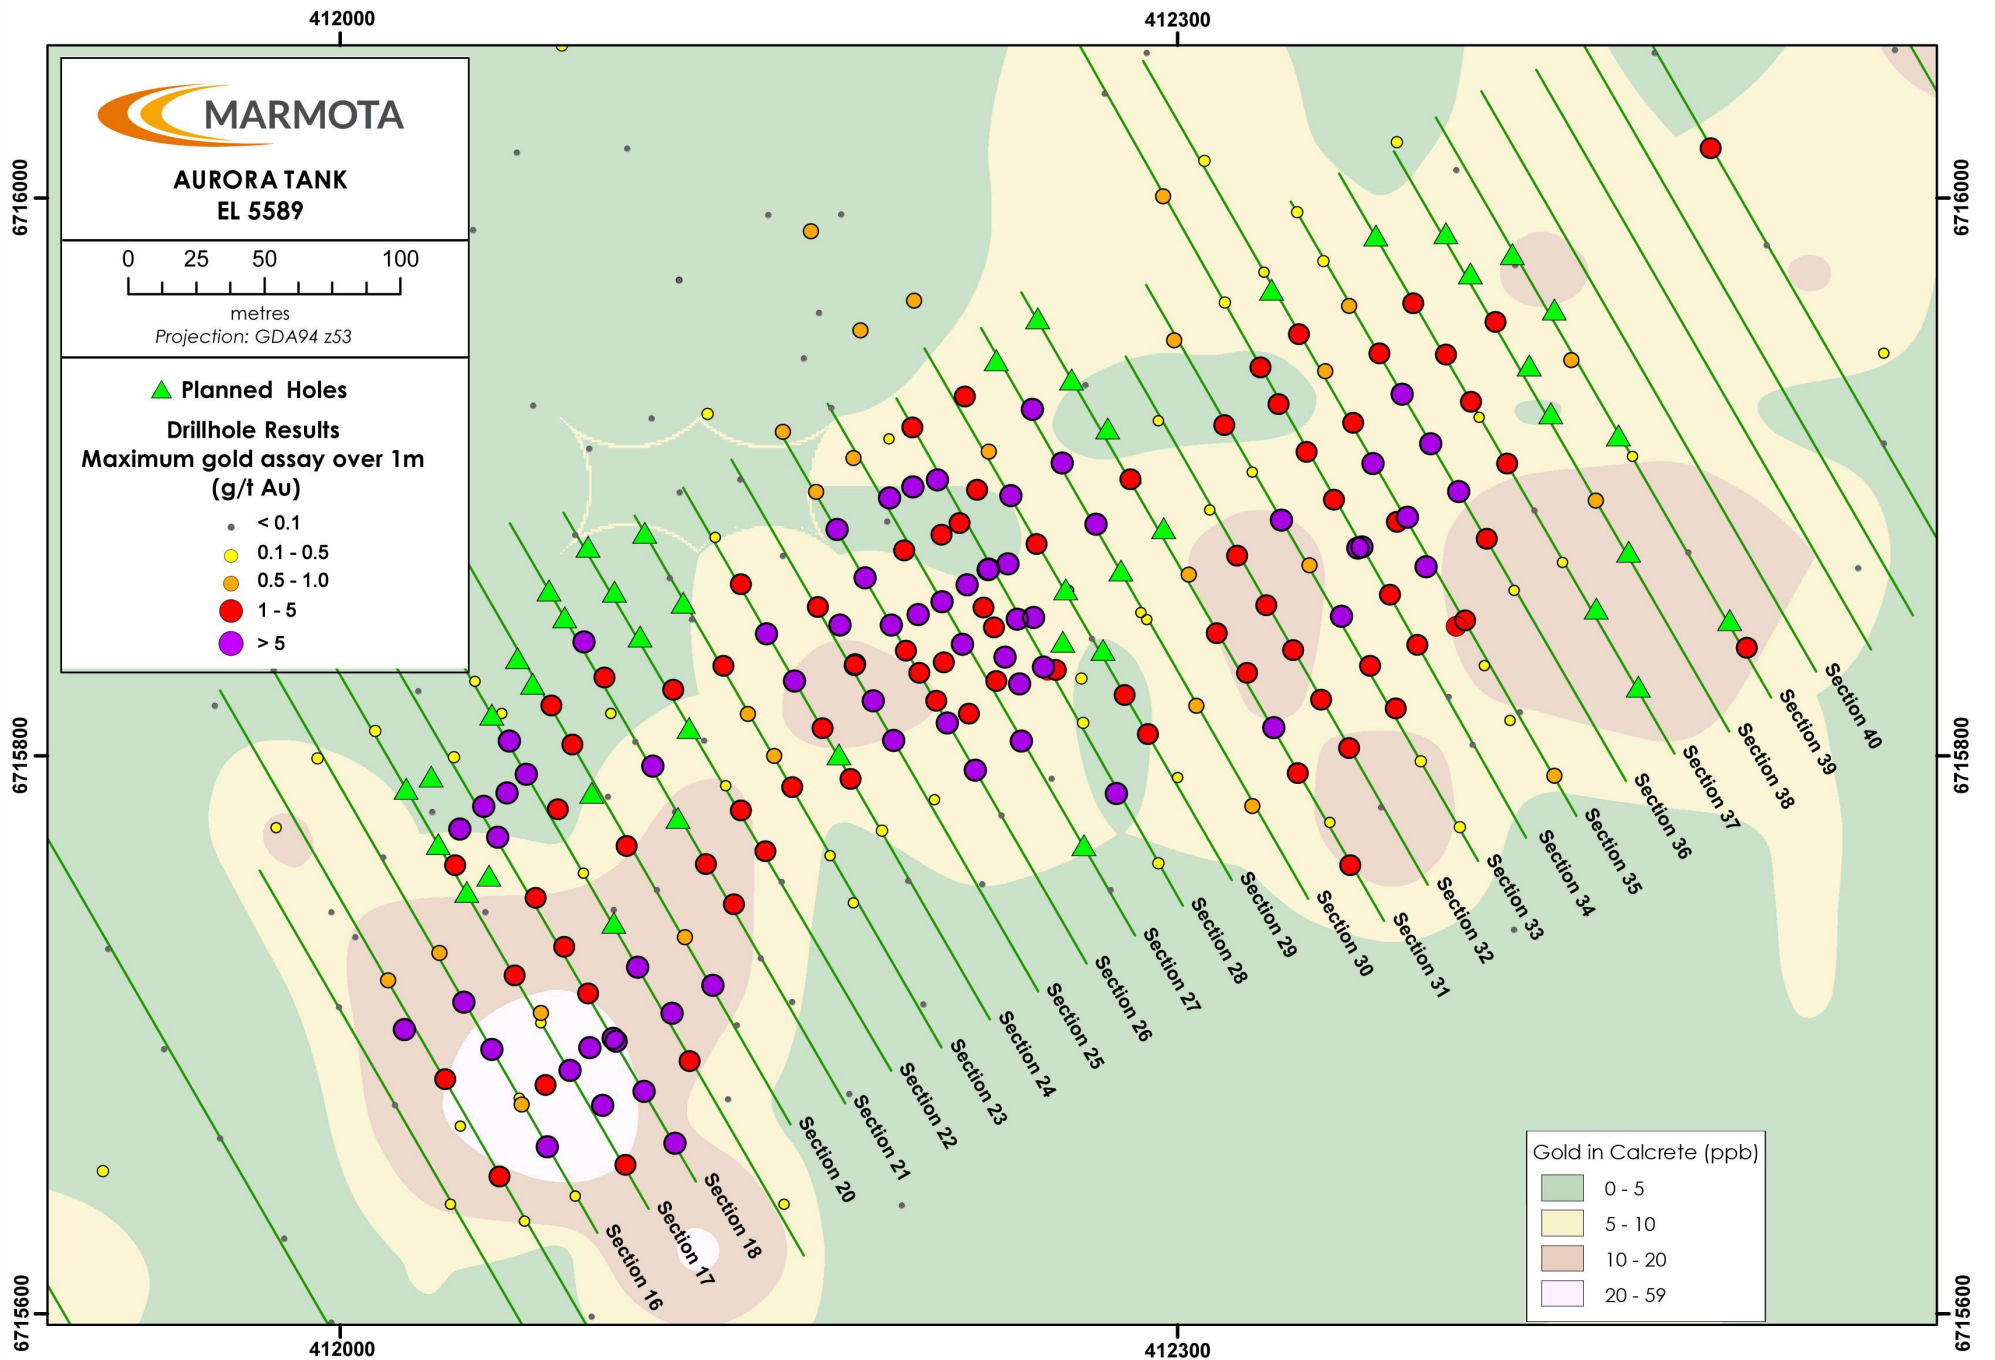 412000
412300
MARMOTA
AURORA TANK
EL 5589
0 25 50 100
metres
Projection: GDA94 z53
Planned Holes
Drillhole Results
Maximum gold assay over 1m
(g/t Au)
< 0.1
0.1 - 0.5
0.5 - 1.0
1 - 5
> 5
6716000
6716000
6715800
6715800
6715600
6715600
Section 40
Section 39
Section 38
Section 37
Section 36
Section 35
Section 34
Section 33
Section 32
Section 31
Section 30
Section 29
Section 28
Section 27
Section 26
Section 25
Section 24
Section 23
Section 22
Section 21
Section 20
Section 18
Section 17
Section 16
Gold in Calcrete (ppb)
0 - 5
5 - 10
10 - 20
20 - 59
412000
412300